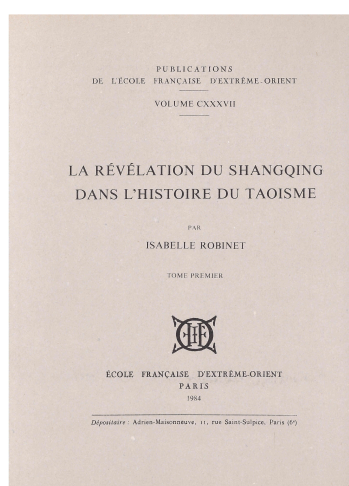 PUBLICATIONS
DE L'ÉCOLE FRANÇAISE D'EXTRÊME-ORIENT
VOLUME CXXXVII
LA RÉVÉLATION DU SHANGQING
DANS L'HISTOIRE DU TAOISME
PAR
ISABELLE ROBINET
TOME PREMIER
ÉCOLE FRANÇAISE D'EXTRÊME-ORIENT
PARIS
1984
Dépositaire : Adrien-Maisonneuve, 11, rue Saint-Sulpice, Paris (6e)